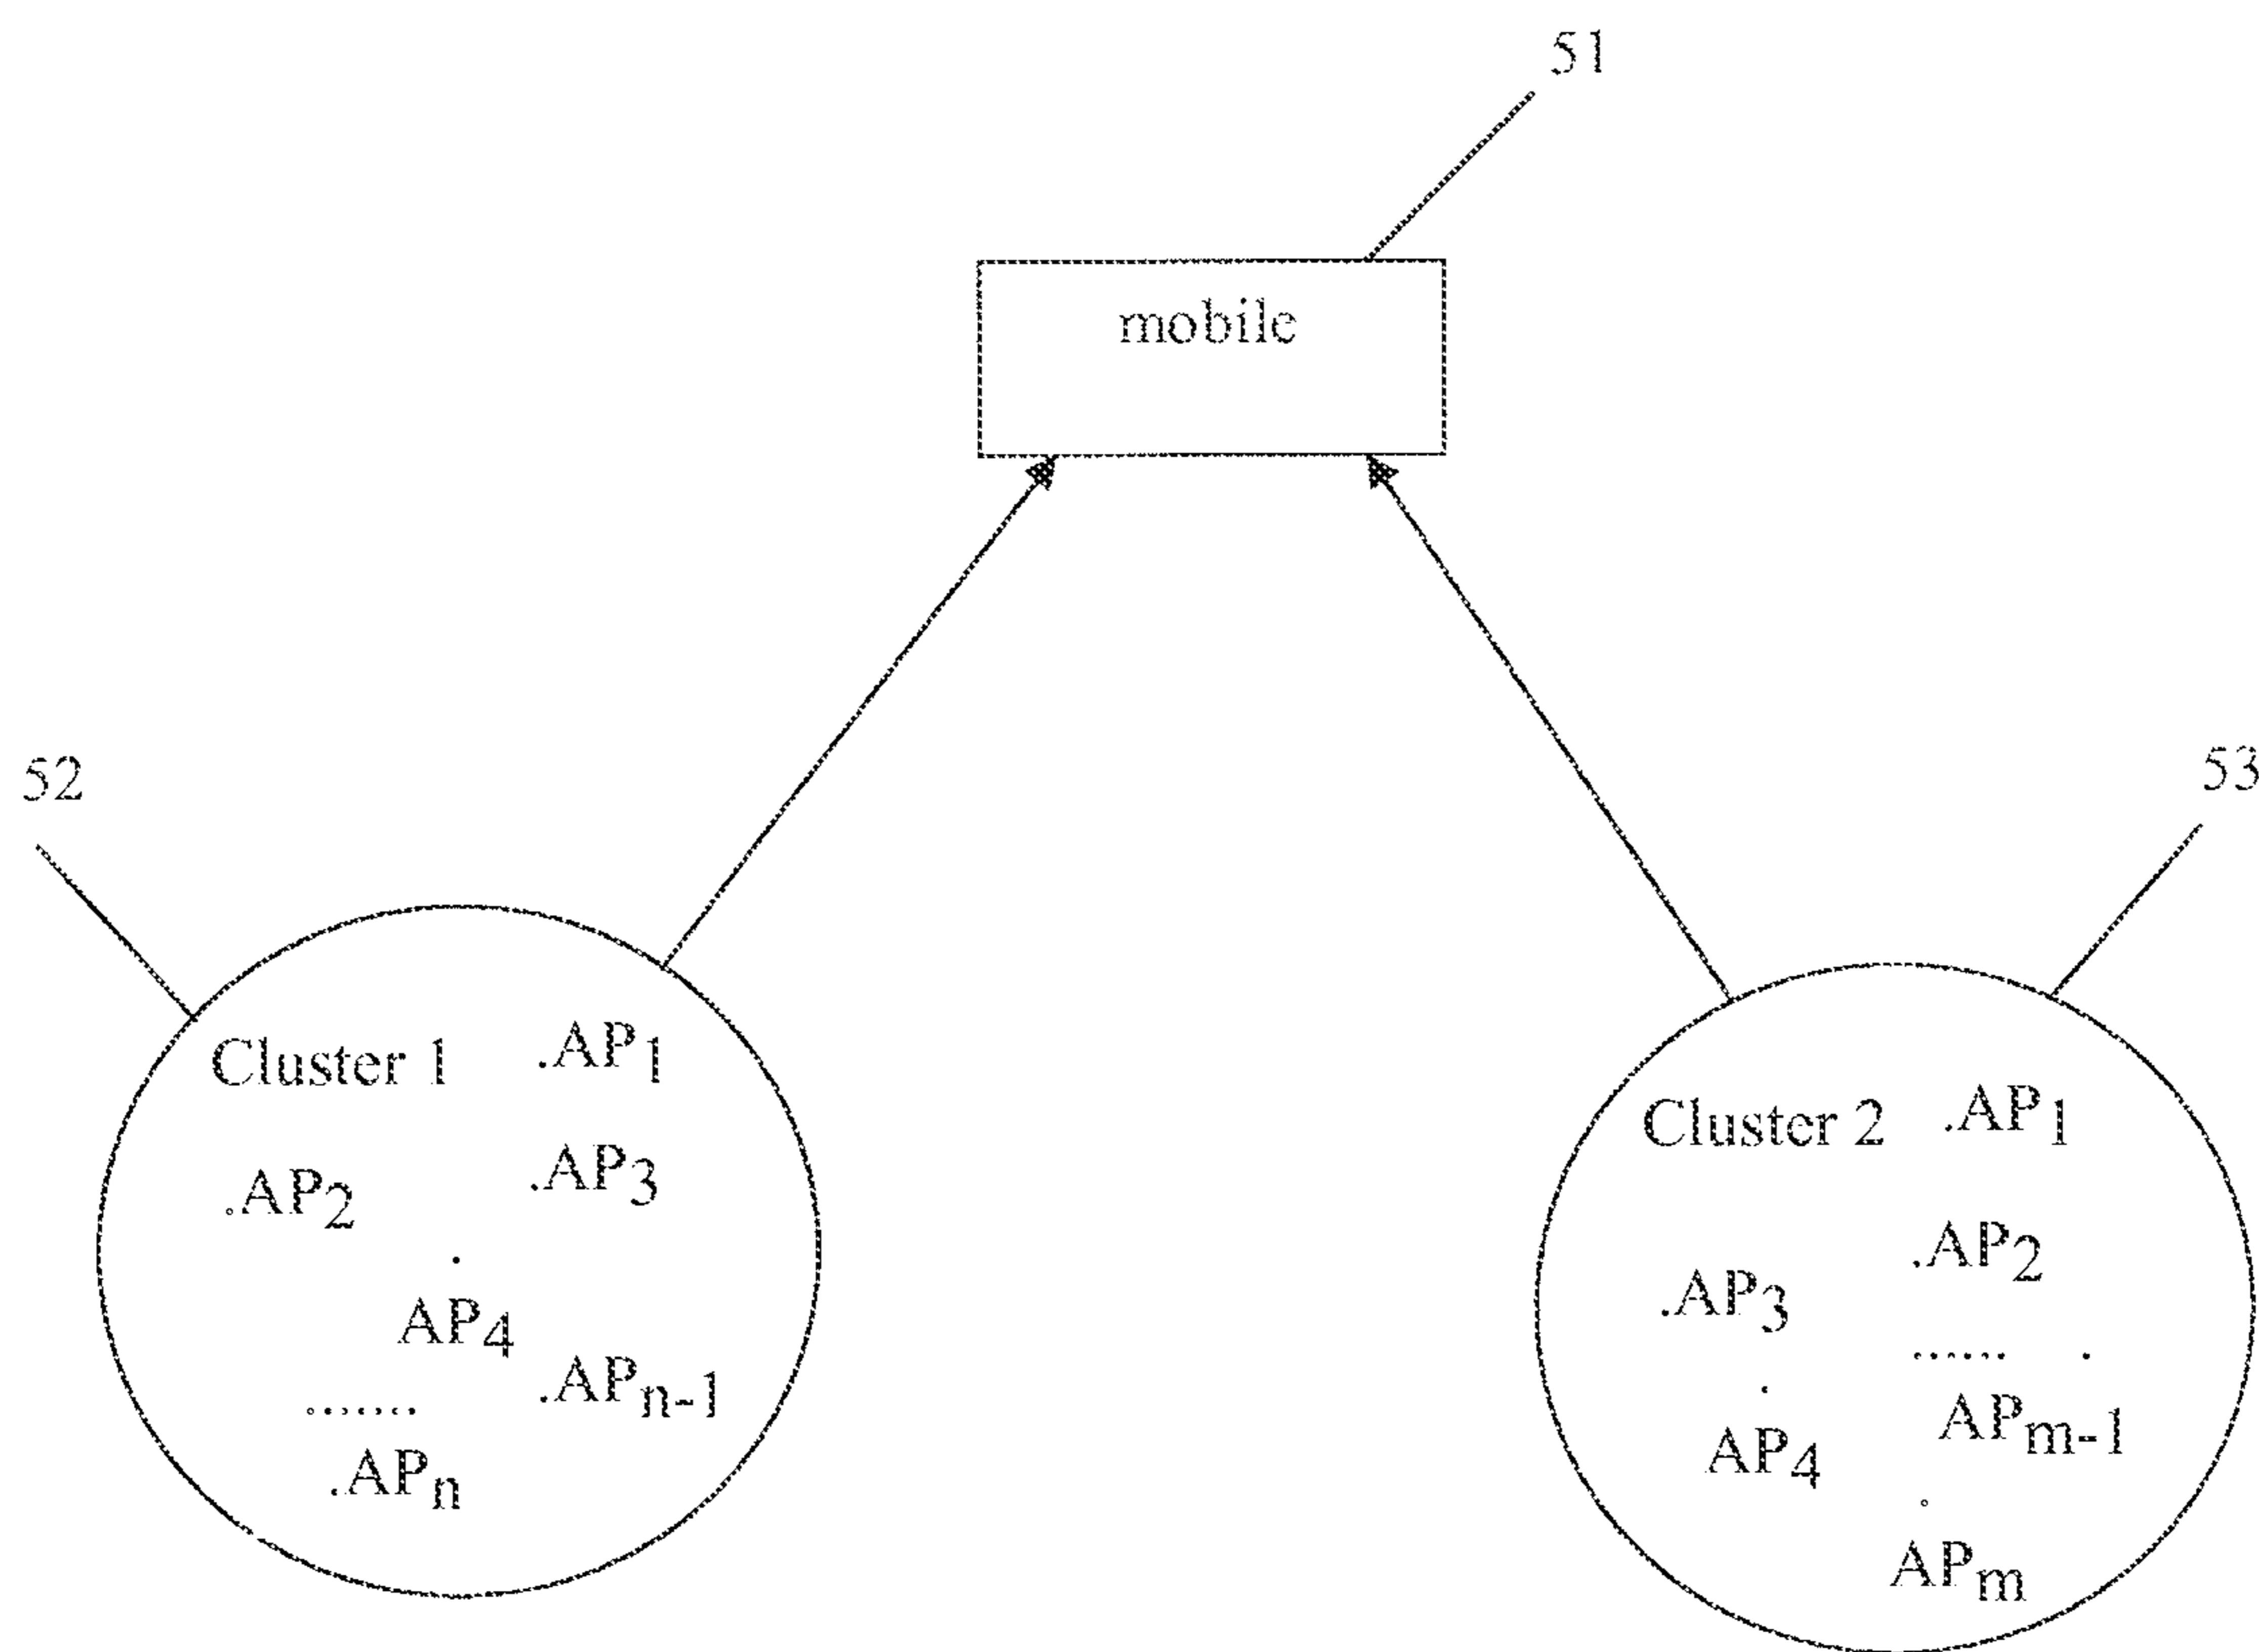 51
mobile
52
53
Cluster 1
.AP1
.AP2
.AP3
.
AP4
.......
.APn-1
.APn
Cluster 2
.AP1
.AP2
.AP3
...... .
.
AP4
APm-1
.
APm